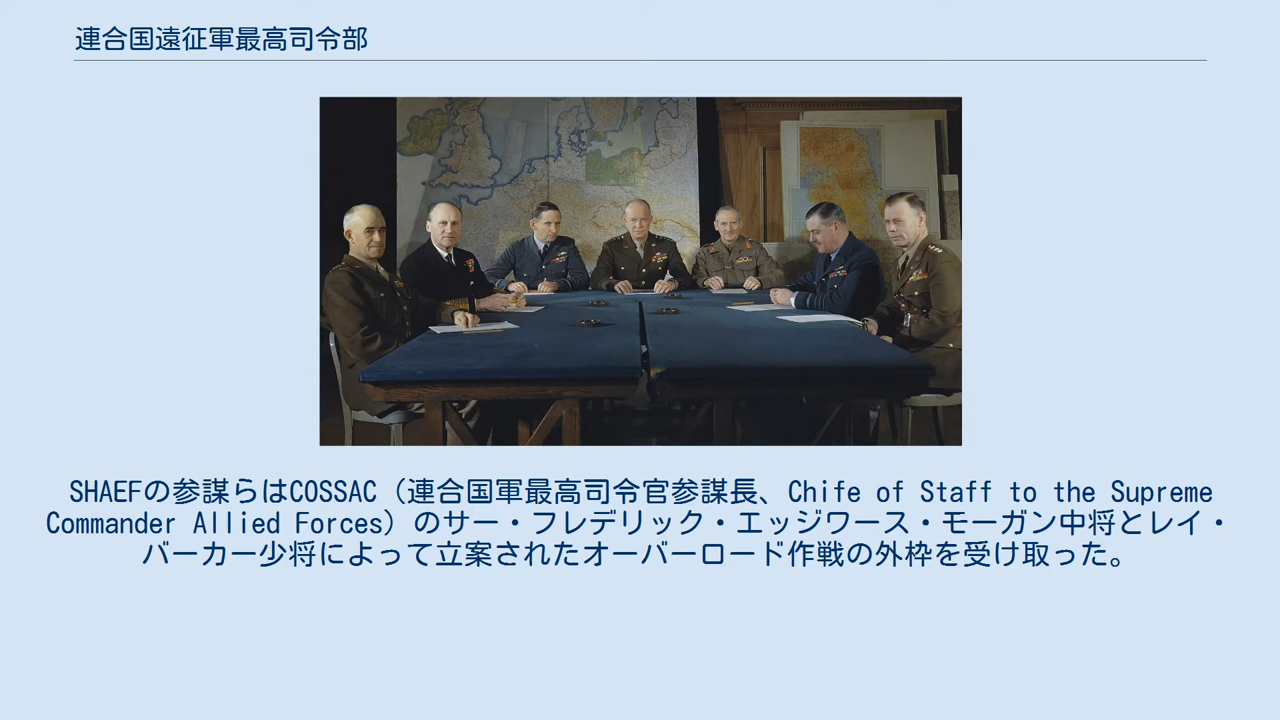 連合国遠征軍最高司令部
SHAEFの参謀らはCOSSAC（連合国軍最高司令官参謀長、Chife of Staff to the Supreme
Commander Allied Forces）のサー・フレデリック・エッジワース・モーガン中将とレイ・
バーカー少将によって立案されたオーバーロード作戦の外枠を受け取った。